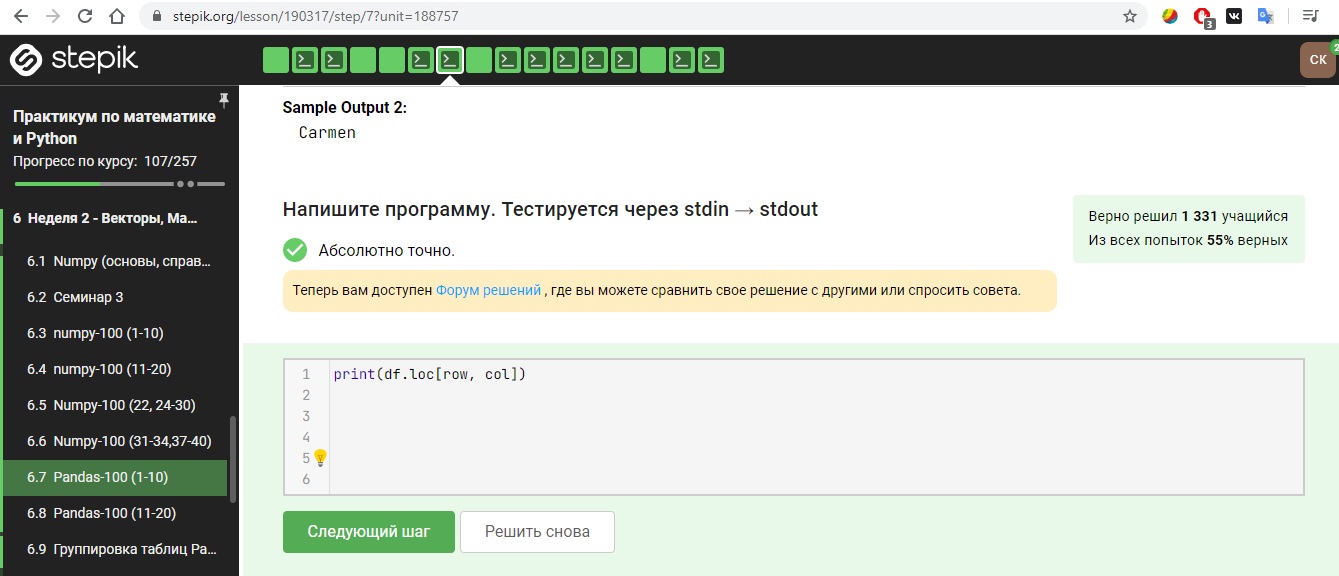 stepik.org/lesson/190317/step/7?unit=188757
3
stepik
2
СК
Практикум по математике
и Python
Прогресс по курсу: 107/257
6 Неделя 2 - Векторы, Ма...
6.1 Numpy (основы, справ...
6.2 Семинар 3
6.3 numpy-100 (1-10)
6.4 numpy-100 (11-20)
6.5 Numpy-100 (22, 24-30)
6.6 Numpy-100 (31-34,37-40)
6.7 Pandas-100 (1-10)
6.8 Pandas-100 (11-20)
6.9 Группировка таблиц Pa...
Sample Output 2:
Carmen
Напишите программу. Тестируется через stdin → stdout
Верно решил 1 331 учащийся
Из всех попыток 55% верных
Абсолютно точно.
Теперь вам доступен Форум решений , где вы можете сравнить свое решение с другими или спросить совета.
1 print(df.loc[row, col])
2
3
4
5
6
Следующий шаг
Решить снова